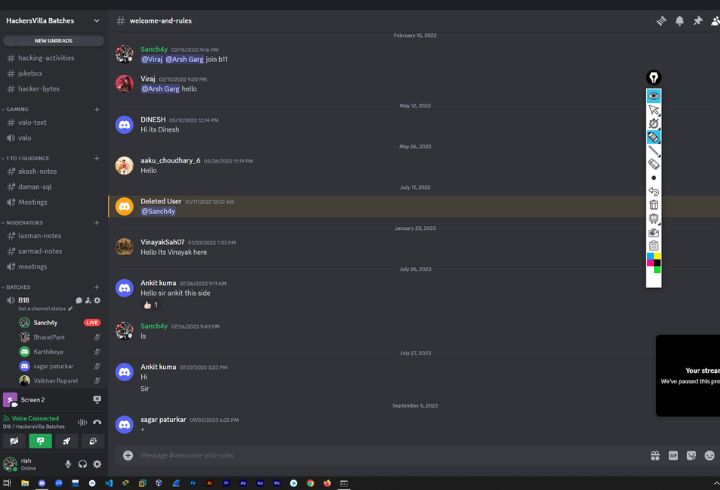 HackersVilla Batches
# welcome-and-rules
NEW UNREADS
# hacking-activities
# jukebox
# hacker-bytes
GAMING
# valo-text
valo
1 TO 1 GUIDANCE
# akash-notes
# daman-sql
Meetings
MODERATORS
# laxman-notes
# sarmad-notes
meetings
BATCHES
B18
Set a channel status
Sanch4y LIVE
BharatPant
Karthikeya
sagar paturkar
Vaibhav Ruparel
Screen 2
Voice Connected
B18 / HackersVilla Batches
rish
Online
February 15, 2022
Sanch4y 02/15/2022 9:16 PM
@Viraj @Arsh Garg join b11
Viraj 02/15/2022 9:20 PM
@Arsh Garg hello
May 12, 2022
DINESH 05/12/2022 12:14 PM
Hi its Dinesh
May 26, 2022
aaku_choudhary_6 05/26/2022 11:19 PM
Hello
July 17, 2022
Deleted User 07/17/2022 12:22 AM
@Sanch4y
January 23, 2023
VinayakSah07 01/23/2023 7:33 PM
Hello Its Vinayak here
July 26, 2023
Ankit kuma 07/26/2023 9:11 AM
Hello sir ankit this side
1
Sanch4y 07/26/2023 9:43 PM
ls
July 27, 2023
Ankit kuma 07/27/2023 3:23 PM
Hi
Sir
September 5, 2023
sagar paturkar 09/05/2023 6:25 PM
Message #welcome-and-rules
Your strea
We've paused this pre